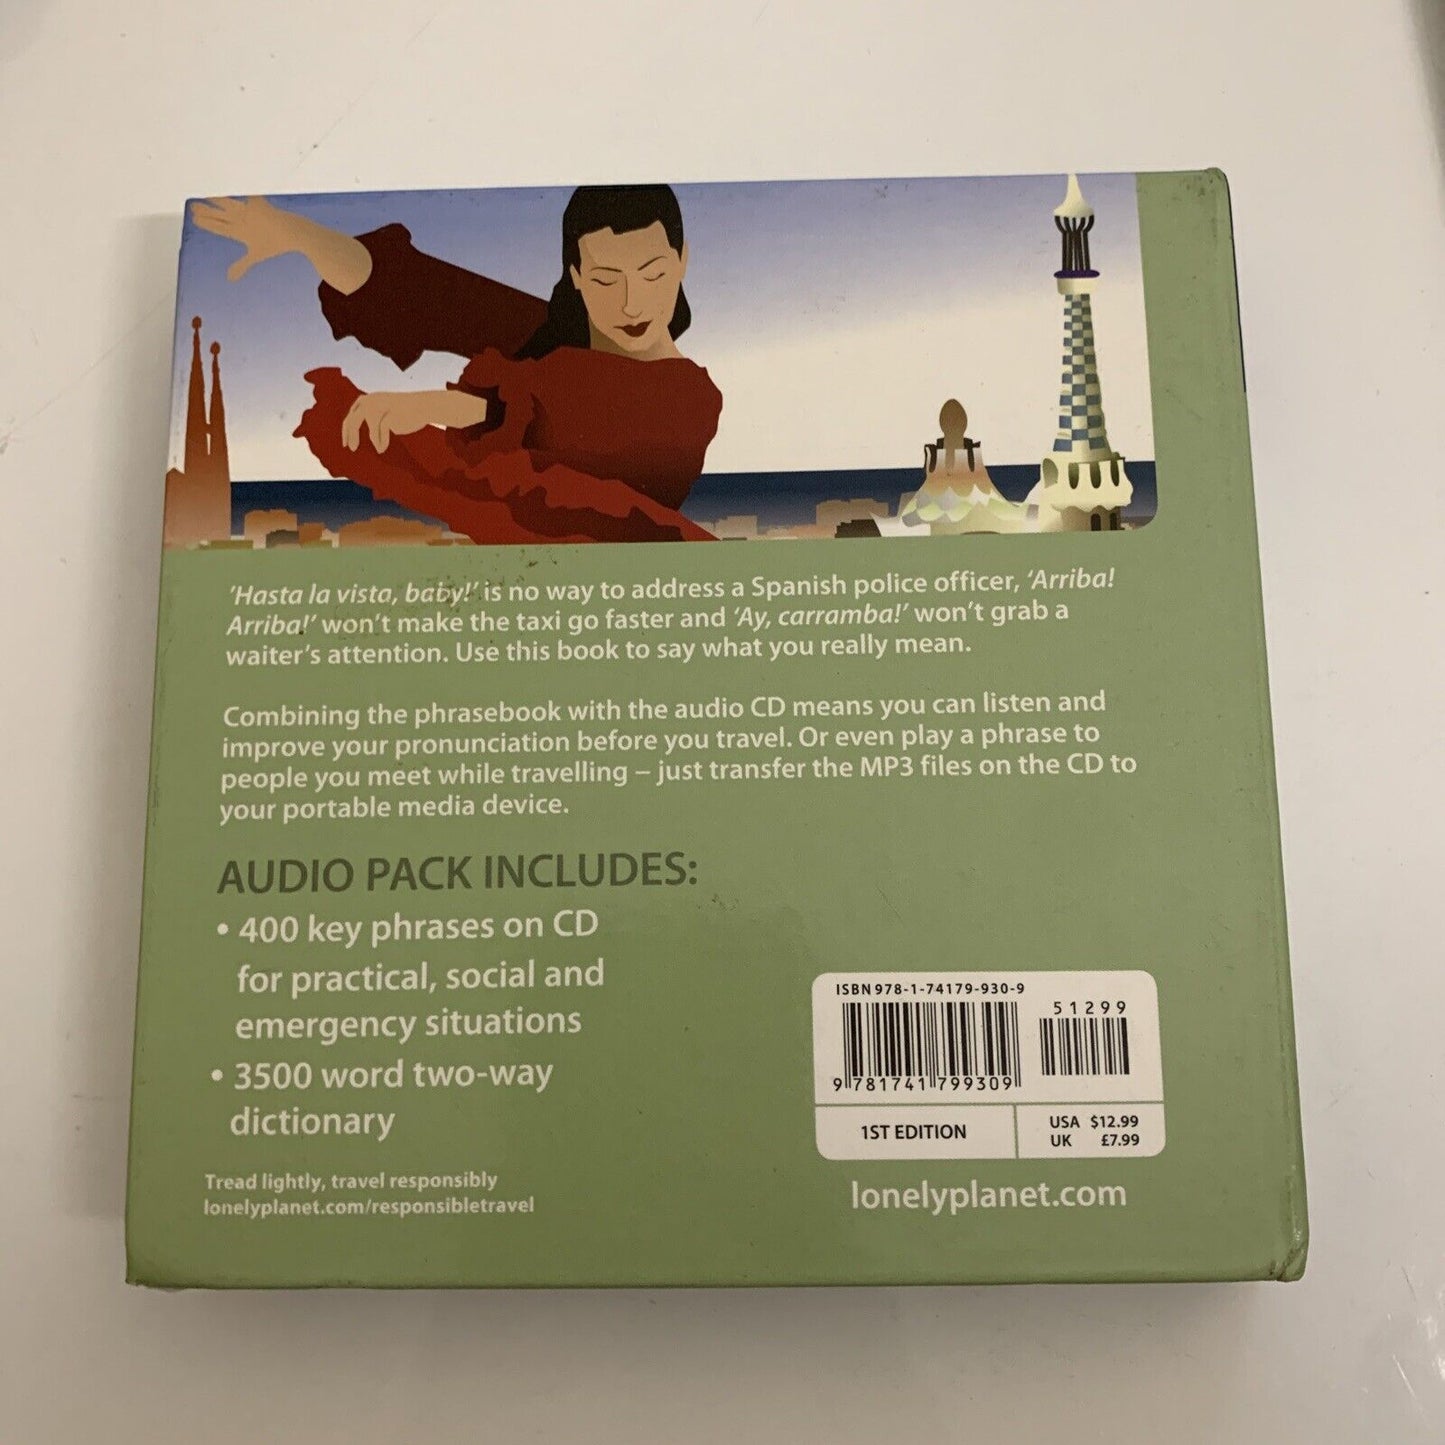 'Hasta la vista, baby!' is no way to address a Spanish police officer, 'Arriba!
Arriba!' won't make the taxi go faster and 'Ay, carramba!' won't grab a
waiter's attention. Use this book to say what you really mean.
Combining the phrasebook with the audio CD means you can listen and
improve your pronunciation before you travel. Or even play a phrase to
people you meet while travelling – just transfer the MP3 files on the CD to
your portable media device.
AUDIO PACK INCLUDES:
• 400 key phrases on CD
for practical, social and
emergency situations
• 3500 word two-way
dictionary
Tread lightly, travel responsibly
lonelyplanet.com/responsibletravel
ISBN 978-1-74179-930-9
51299
9 781741 799309
1ST EDITION
USA $12.99
UK £7.99
lonelyplanet.com